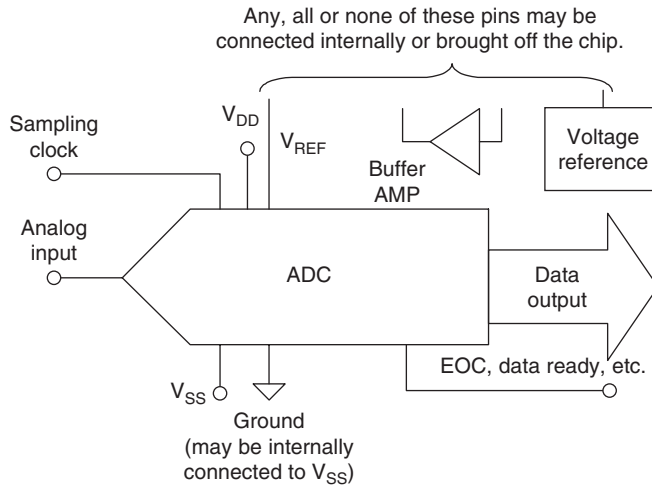 Any, all or none of these pins may be
connected internally or brought off the chip.
Sampling
clock
V_DD
V_REF
Buffer
AMP
Voltage
reference
Analog
input
ADC
Data
output
V_SS
EOC, data ready, etc.
Ground
(may be internally
connected to V_SS)